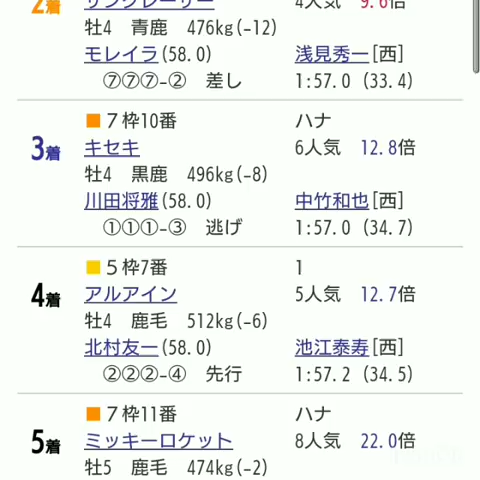 2着 サングレーザー 4人気 9.6倍
牡4 青鹿 476kg(-12)
モレイラ(58.0) 浅見秀一[西]
⑦⑦⑦-② 差し 1:57.0 (33.4)
7枠10番 ハナ
3着 キセキ 6人気 12.8倍
牡4 黒鹿 496kg(-8)
川田将雅(58.0) 中竹和也[西]
①①①-③ 逃げ 1:57.0 (34.7)
5枠7番 1
4着 アルアイン 5人気 12.7倍
牡4 鹿毛 512kg(-6)
北村友一(58.0) 池江泰寿[西]
②②②-④ 先行 1:57.2 (34.5)
7枠11番 ハナ
5着 ミッキーロケット 8人気 22.0倍
牡5 鹿毛 474kg(-2)